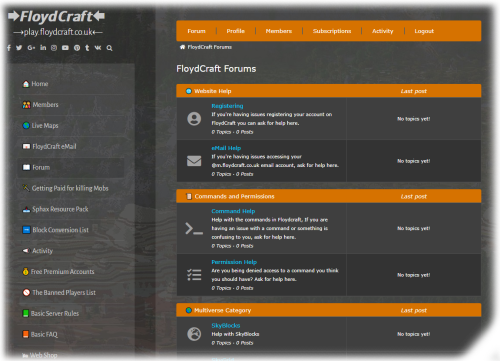 FloydCraft
play.floydcraft.co.uk
Home
Members
Live Maps
FloydCraft eMail
Forum
Getting Paid for killing Mobs
Sphax Resource Pack
Block Conversion List
Activity
Free Premium Accounts
The Banned Players List
Basic Server Rules
Basic FAQ
Web Shop
Forum | Profile | Members | Subscriptions | Activity | Logout
FloydCraft Forums
FloydCraft Forums
Website Help Last post
Registering
If you're having issues registering your account on
FloydCraft you can ask for help here.
0 Topics - 0 Posts
No topics yet!
eMail Help
If you're having issues accessing your
@m.floydcraft.co.uk email account, ask for help here.
0 Topics - 0 Posts
No topics yet!
Commands and Permissions Last post
Command Help
Help with the commands in Floydcraft, If you are
having an issue with a command or something is
confusing to you, ask for help here.
0 Topics - 0 Posts
No topics yet!
Permission Help
Are you being denied access to a command you think
you should have? Ask for help here.
0 Topics - 0 Posts
No topics yet!
Multiverse Category Last post
SkyBlocks
Help with SkyBlocks
0 Topics - 0 Posts
No topics yet!